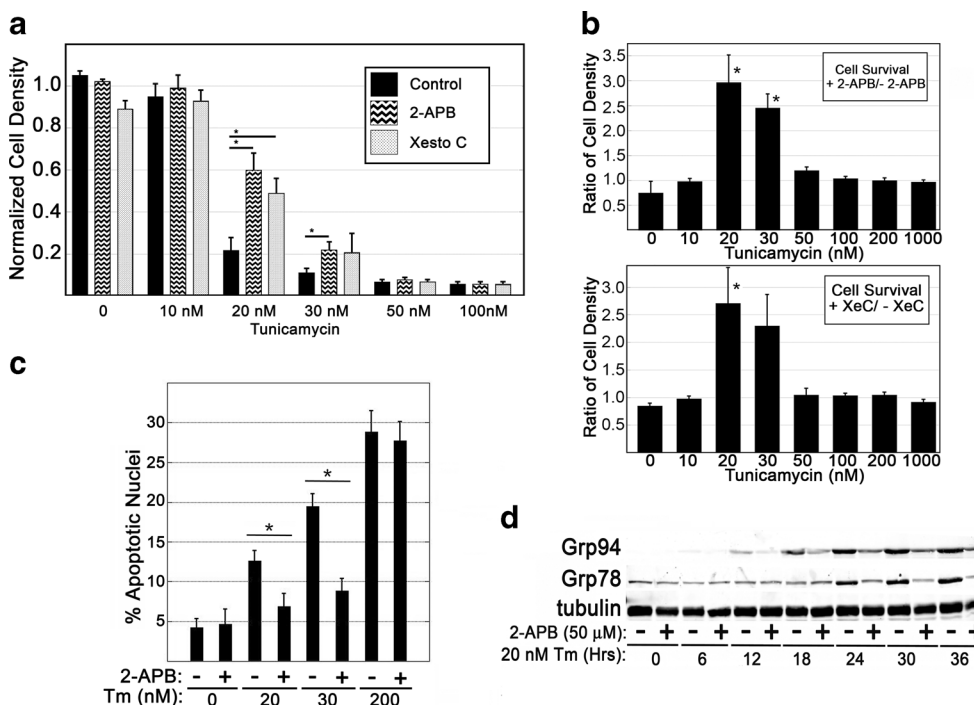 a
Normalized Cell Density
1.0
0.8
0.6
0.4
0.2
Control
2-APB
Xesto C
*
*
*
0 10 nM 20 nM 30 nM 50 nM 100nM
Tunicamycin
b
Ratio of Cell Density
3.5
3.0
2.5
2.0
1.5
1.0
0.5
Cell Survival
+ 2-APB/- 2-APB
* *
0 10 20 30 50 100 200 1000
Tunicamycin (nM)
Ratio of Cell Density
3.0
2.5
2.0
1.5
1.0
0.5
Cell Survival
+ XeC/ - XeC
*
0 10 20 30 50 100 200 1000
Tunicamycin (nM)
c
% Apoptotic Nuclei
30
25
20
15
10
5
* *
2-APB: - + - + - + - +
Tm (nM): 0 20 30 200
d
Grp94
Grp78
tubulin
2-APB (50 µM): - + - + - + - + - + - + -
20 nM Tm (Hrs): 0 6 12 18 24 30 36